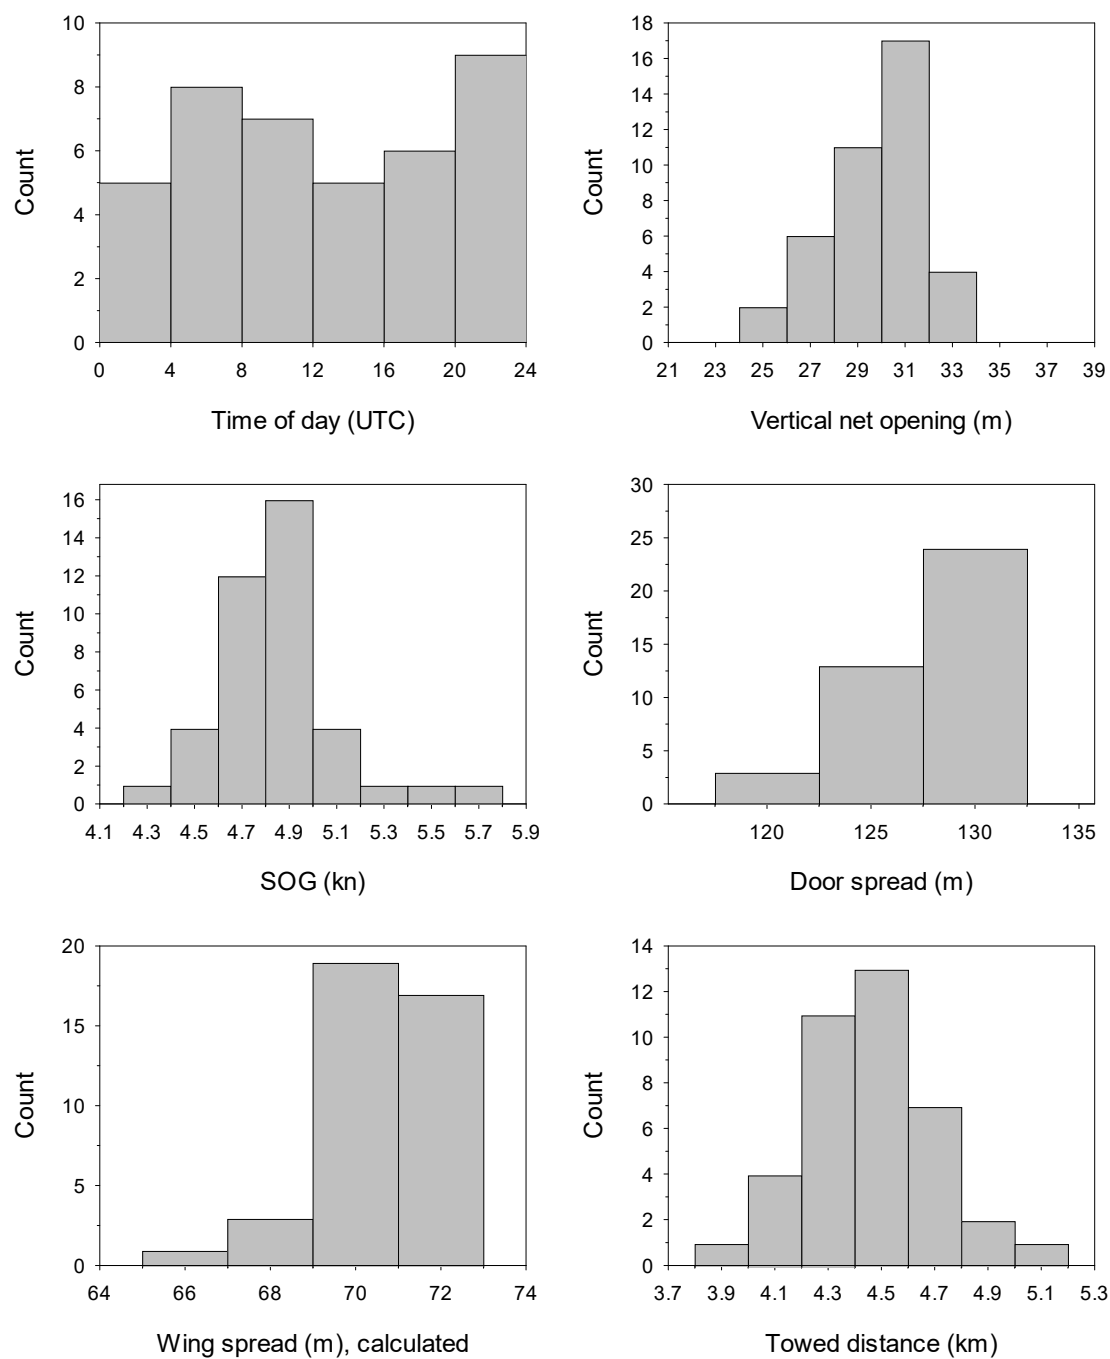 10
8
6
4
2
0
Count
0 4 8 12 16 20 24
Time of day (UTC)
18
16
14
12
10
8
6
4
2
0
Count
21 23 25 27 29 31 33 35 37 39
Vertical net opening (m)
16
14
12
10
8
6
4
2
0
Count
4.1 4.3 4.5 4.7 4.9 5.1 5.3 5.5 5.7 5.9
SOG (kn)
30
25
20
15
10
5
0
Count
120 125 130 135
Door spread (m)
20
15
10
5
0
Count
64 66 68 70 72 74
Wing spread (m), calculated
14
12
10
8
6
4
2
0
Count
3.7 3.9 4.1 4.3 4.5 4.7 4.9 5.1 5.3
Towed distance (km)